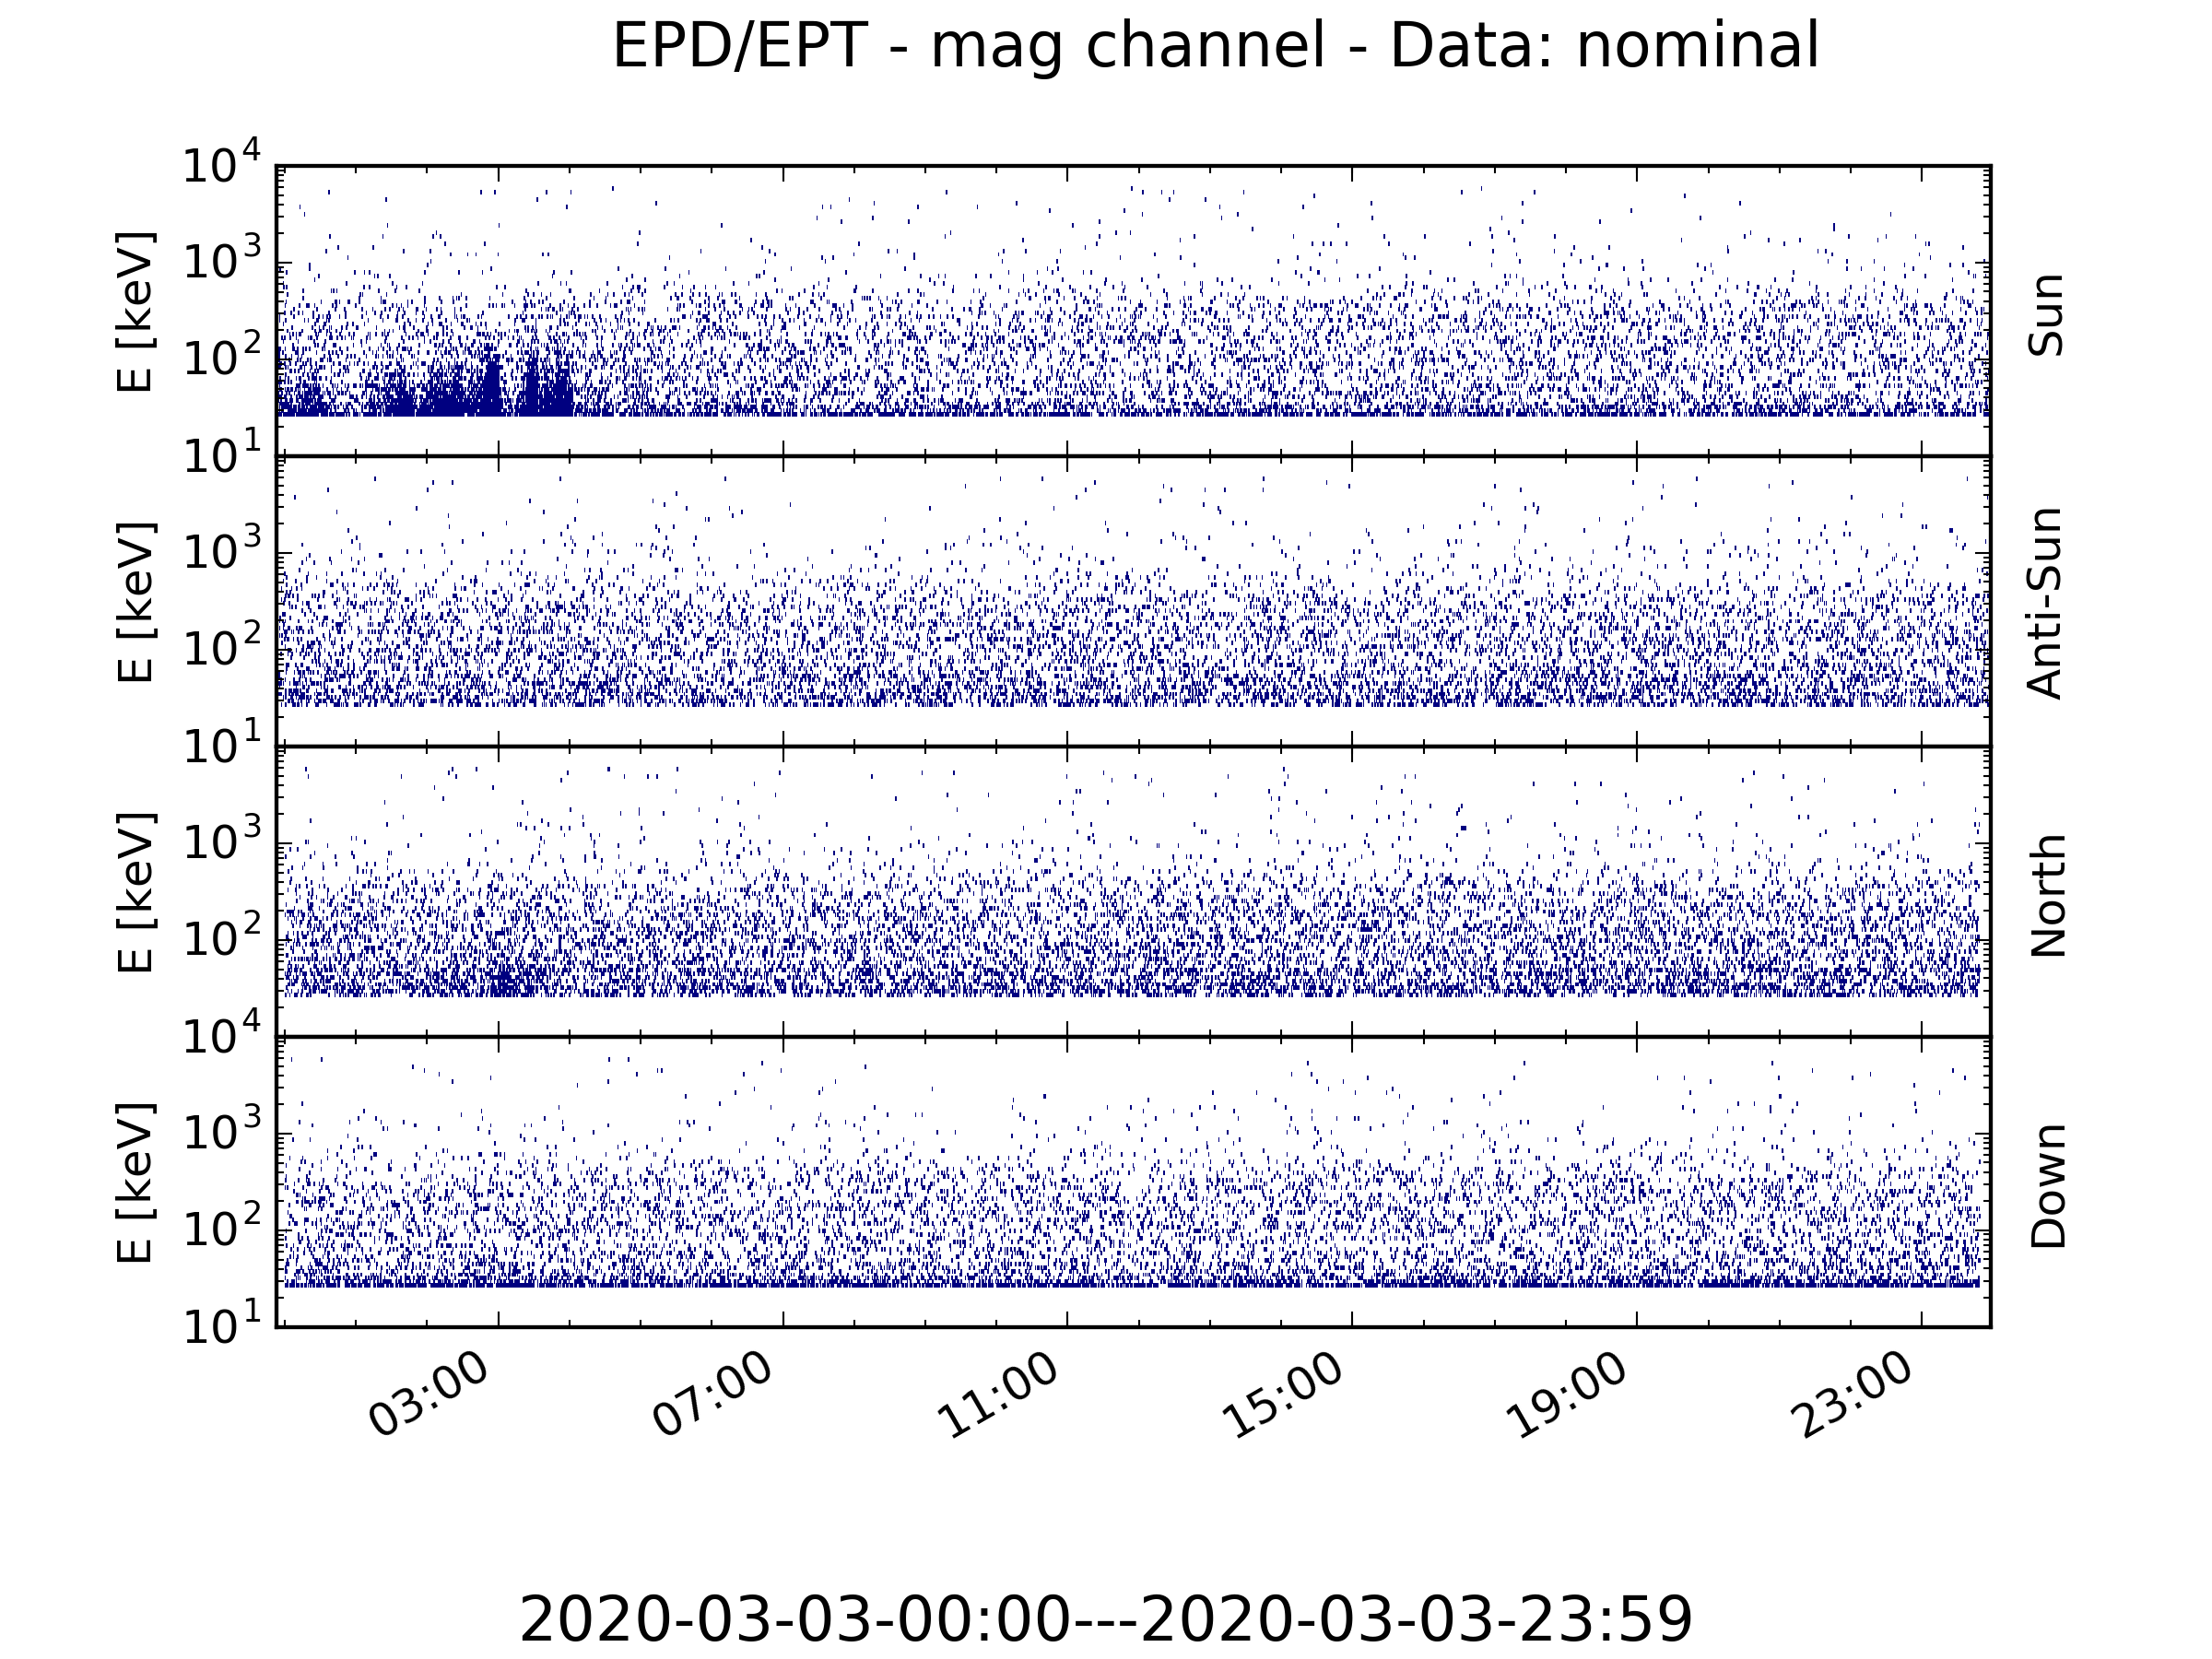 EPD/EPT - mag channel - Data: nominal
10^4
10^3
10^2
10^1
E [keV]
Sun
10^3
10^2
10^1
E [keV]
Anti-Sun
10^3
10^2
10^4
E [keV]
North
10^3
10^2
10^1
E [keV]
Down
03:00 07:00 11:00 15:00 19:00 23:00
2020-03-03-00:00---2020-03-03-23:59